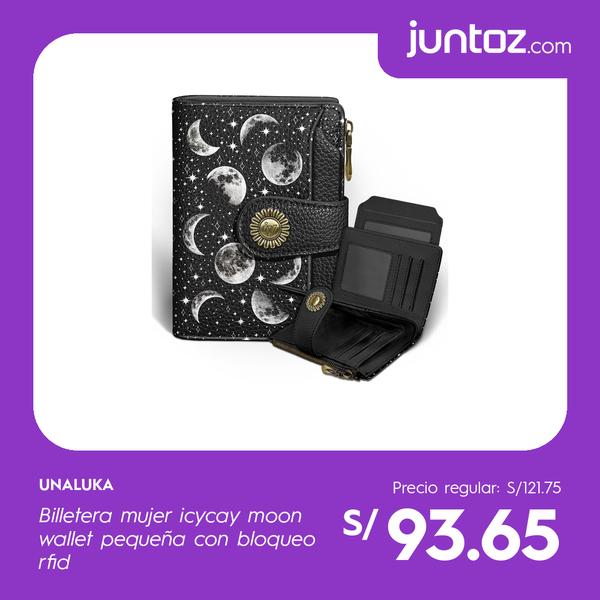 juntoz.com
UNALUKA
Billetera mujer icycay moon
wallet pequeña con bloqueo
rfid
Precio regular: S/121.75
S/ 93.65